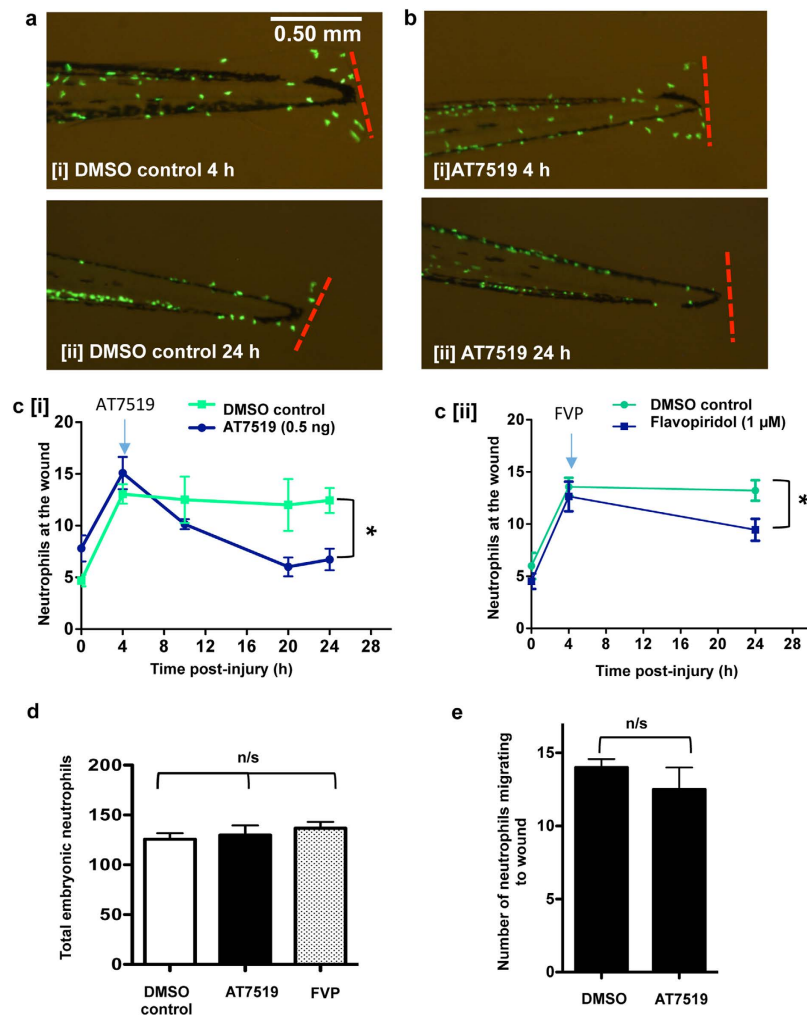 a
0.50 mm
[i] DMSO control 4 h
[ii] DMSO control 24 h
b
[i]AT7519 4 h
[ii] AT7519 24 h
c [i]
AT7519
DMSO control
AT7519 (0.5 ng)
Neutrophils at the wound
20
15
10
5
0
*
0 4 8 12 16 20 24 28
Time post-injury (h)
c [ii]
FVP
DMSO control
Flavopiridol (1 µM)
Neutrophils at the wound
20
15
10
5
0
*
0 4 8 12 16 20 24 28
Time post-injury (h)
d
n/s
Total embryonic neutrophils
200
150
100
50
0
DMSO
control
AT7519
FVP
e
n/s
Number of neutrophils migrating
to wound
15
10
5
0
DMSO
AT7519